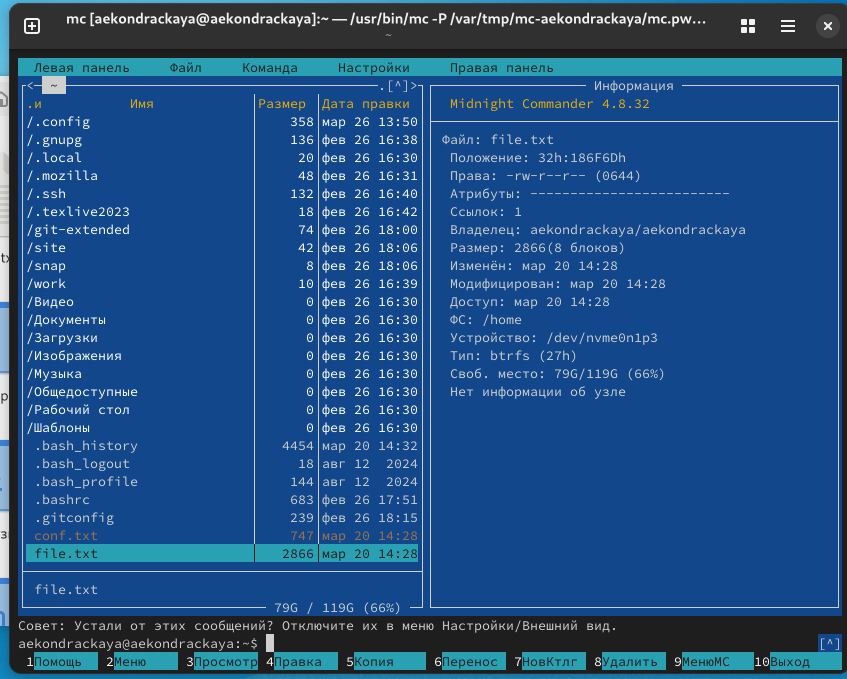 mc [aekondrackaya@aekondrackaya]:~ — /usr/bin/mc -P /var/tmp/mc-aekondrackaya/mc.pw…
~
Левая панель Файл Команда Настройки Правая панель
<─ ~ .[^]>
.и Имя Размер Дата правки
/.config 358 мар 26 13:50
/.gnupg 136 фев 26 16:38
/.local 20 фев 26 16:30
/.mozilla 48 фев 26 16:31
/.ssh 132 фев 26 16:40
/.texlive2023 18 фев 26 16:42
/git-extended 74 фев 26 18:00
/site 42 фев 26 18:06
/snap 8 фев 26 18:06
/work 10 фев 26 16:39
/Видео 0 фев 26 16:30
/Документы 0 фев 26 16:30
/Загрузки 0 фев 26 16:30
/Изображения 0 фев 26 16:30
/Музыка 0 фев 26 16:30
/Общедоступные 0 фев 26 16:30
/Рабочий стол 0 фев 26 16:30
/Шаблоны 0 фев 26 16:30
.bash_history 4454 мар 20 14:32
.bash_logout 18 авг 12 2024
.bash_profile 144 авг 12 2024
.bashrc 683 фев 26 17:51
.gitconfig 239 фев 26 18:15
conf.txt 747 мар 20 14:28
file.txt 2866 мар 20 14:28
file.txt
79G / 119G (66%)
Информация
Midnight Commander 4.8.32
Файл: file.txt
Положение: 32h:186F6Dh
Права: -rw-r--r-- (0644)
Атрибуты: -------------------------
Ссылок: 1
Владелец: aekondrackaya/aekondrackaya
Размер: 2866(8 блоков)
Изменён: мар 20 14:28
Модифицирован: мар 20 14:28
Доступ: мар 20 14:28
ФС: /home
Устройство: /dev/nvme0n1p3
Тип: btrfs (27h)
Своб. место: 79G/119G (66%)
Нет информации об узле
Совет: Устали от этих сообщений? Отключите их в меню Настройки/Внешний вид.
aekondrackaya@aekondrackaya:~$ [^]
1Помощь 2Меню 3Просмотр 4Правка 5Копия 6Перенос 7НовКтлг 8Удалить 9МенюMC 10Выход